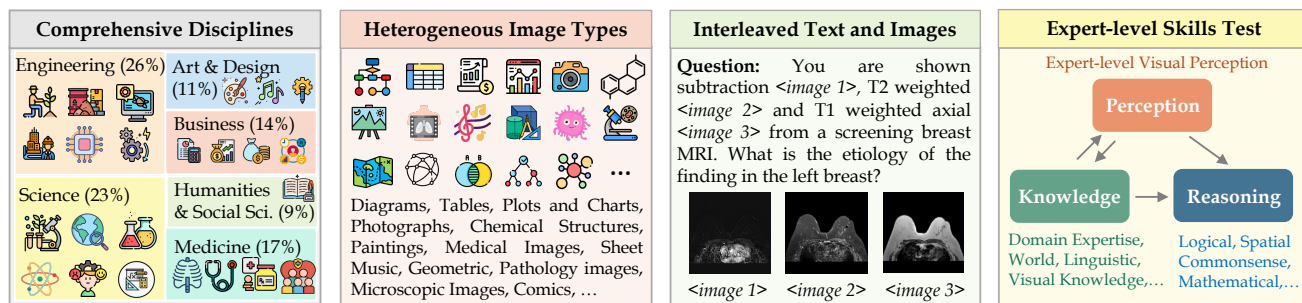 Comprehensive Disciplines
Engineering (26%)
Art & Design
(11%)
Business (14%)
Science (23%)
Humanities
& Social Sci. (9%)
Medicine (17%)
Heterogeneous Image Types
A B
...
Diagrams, Tables, Plots and Charts,
Photographs, Chemical Structures,
Paintings, Medical Images, Sheet
Music, Geometric, Pathology images,
Microscopic Images, Comics, …
Interleaved Text and Images
Question: You are shown
subtraction <image 1>, T2 weighted
<image 2> and T1 weighted axial
<image 3> from a screening breast
MRI. What is the etiology of the
finding in the left breast?
<image 1> <image 2> <image 3>
Expert-level Skills Test
Expert-level Visual Perception
Perception
Knowledge
Reasoning
Domain Expertise,
World, Linguistic,
Visual Knowledge,…
Logical, Spatial
Commonsense,
Mathematical,…